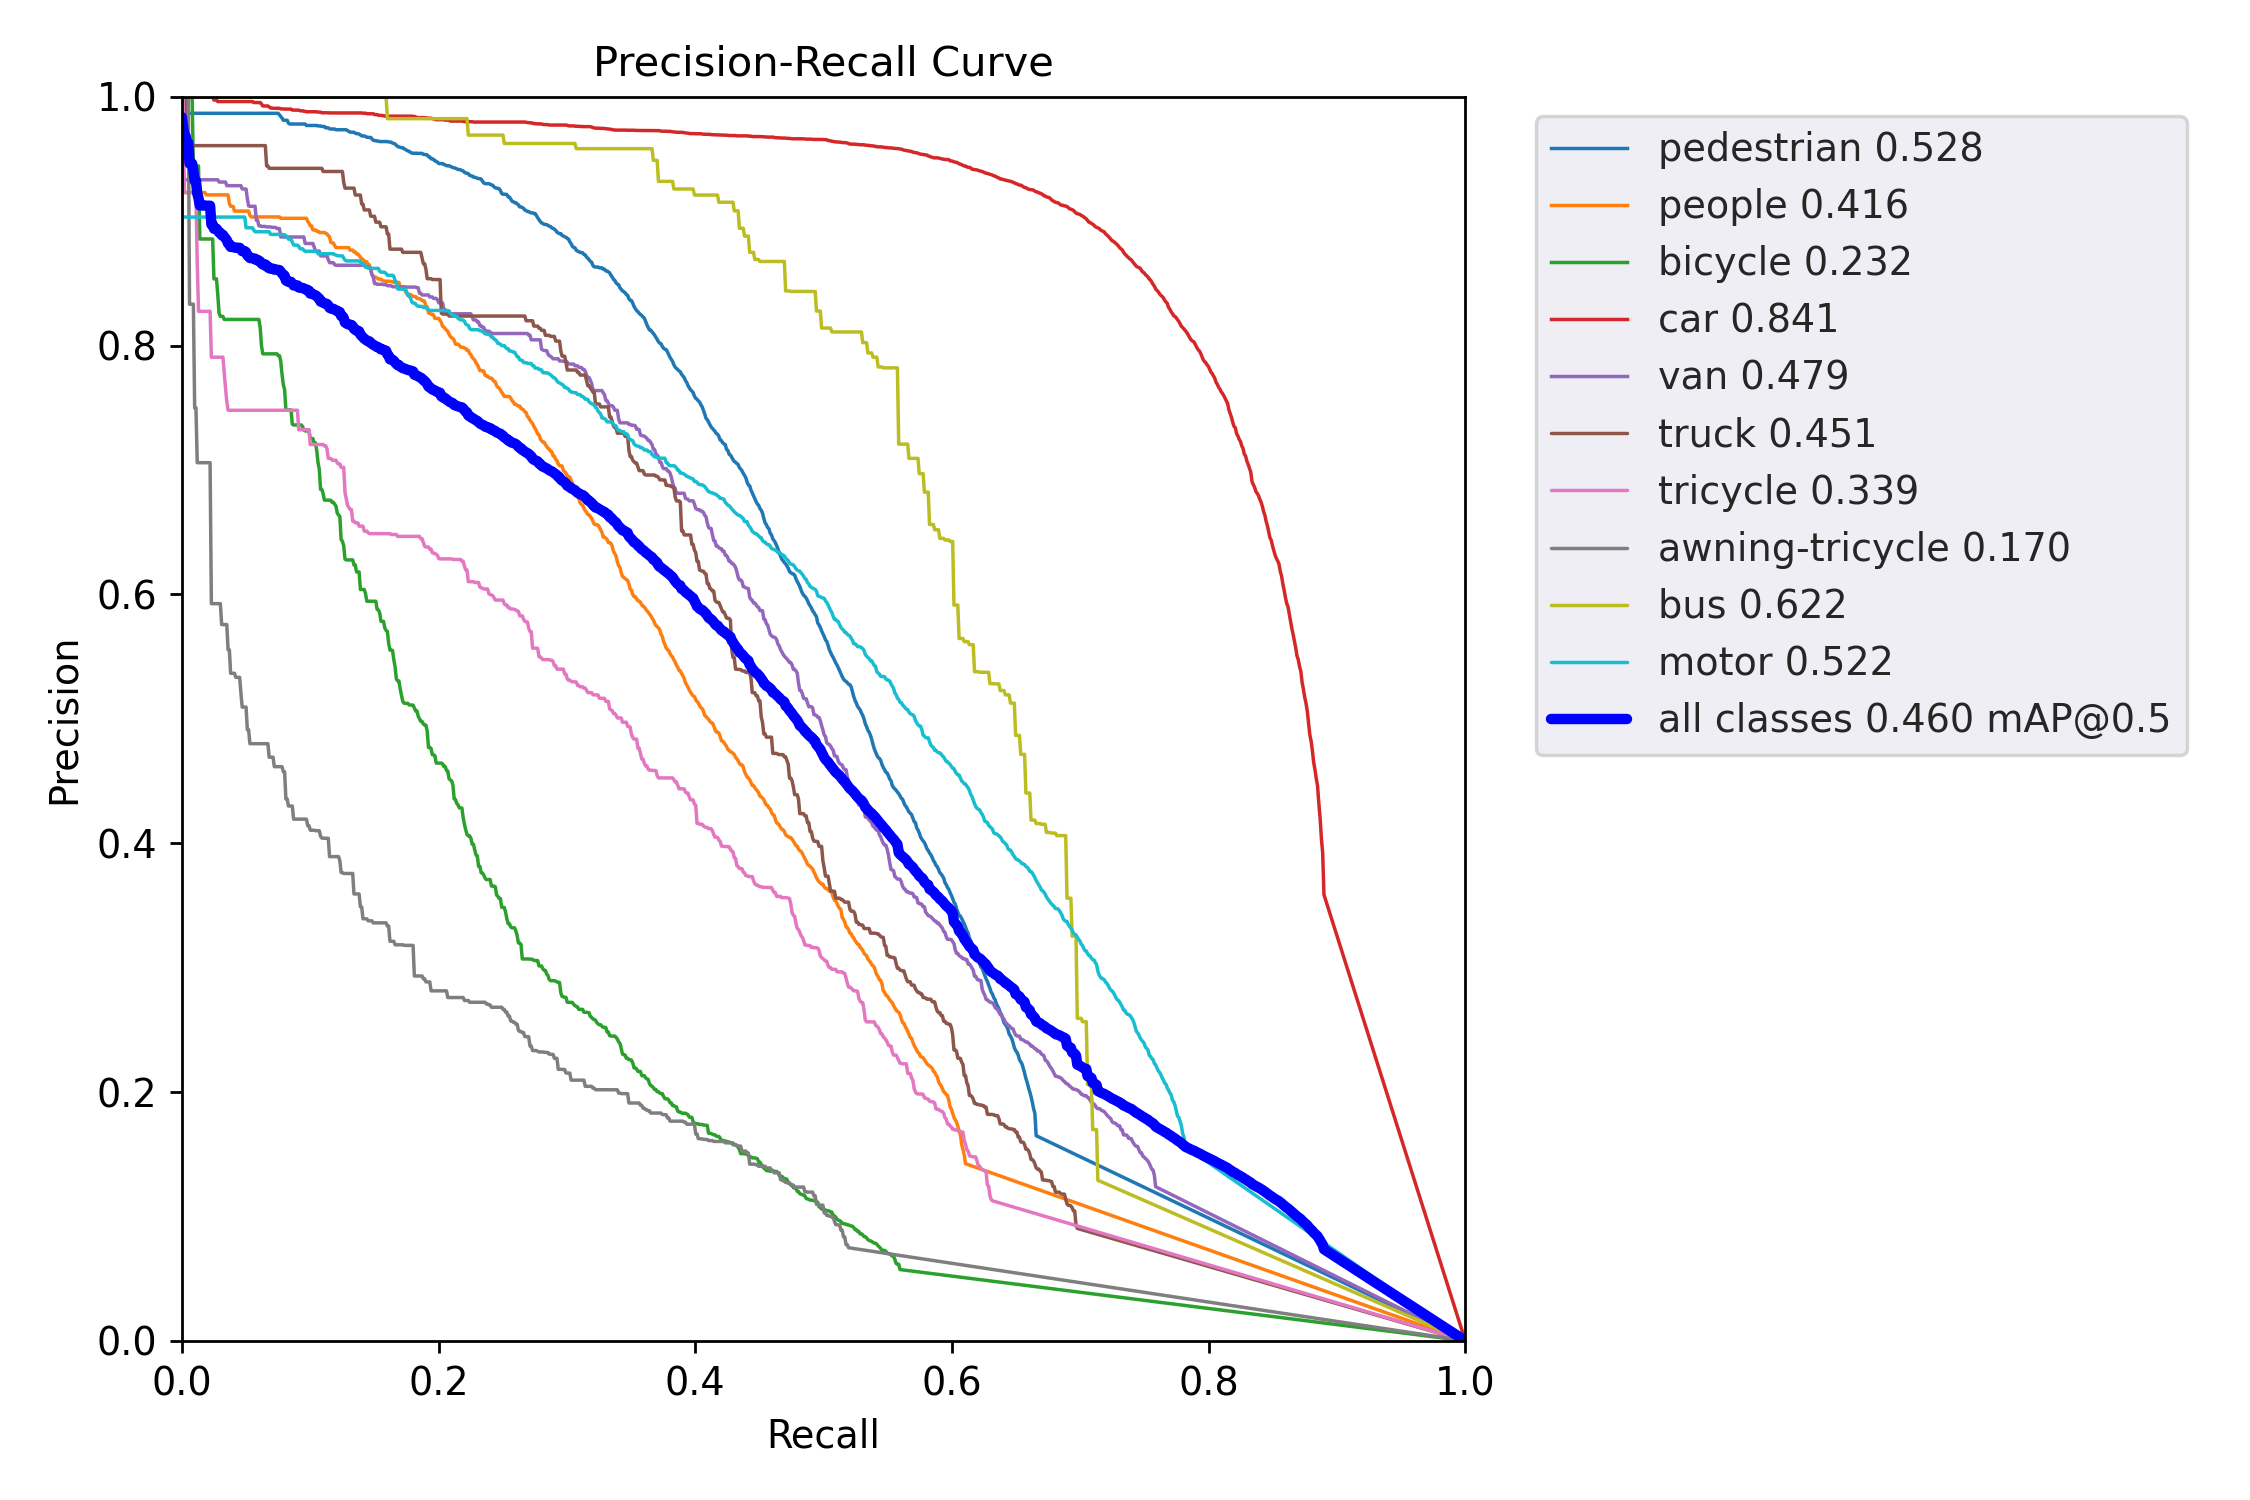 Precision-Recall Curve
1.0
0.8
0.6
0.4
0.2
0.0
Precision
0.0 0.2 0.4 0.6 0.8 1.0
Recall
pedestrian 0.528
people 0.416
bicycle 0.232
car 0.841
van 0.479
truck 0.451
tricycle 0.339
awning-tricycle 0.170
bus 0.622
motor 0.522
all classes 0.460 mAP@0.5